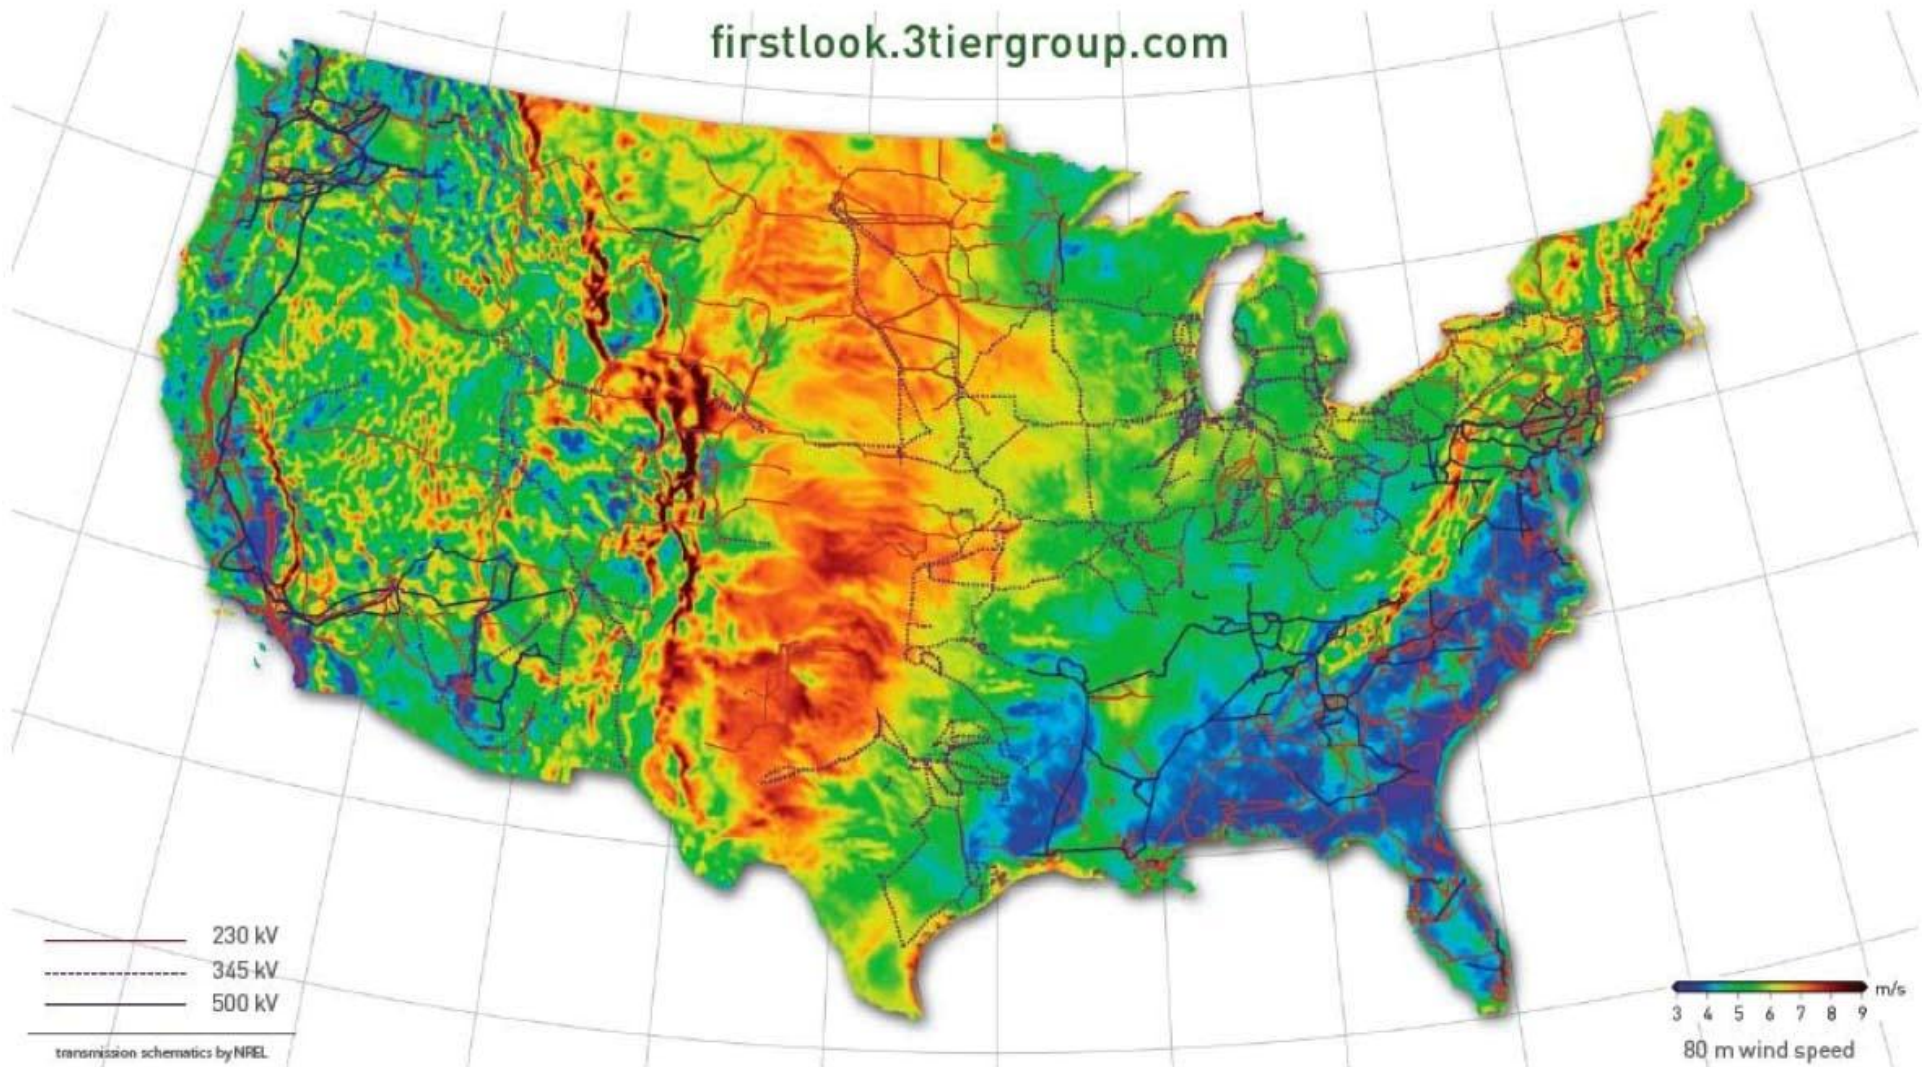 firstlook.3tiergroup.com
230 kV
345 kV
500 kV
transmission schematics by NREL
m/s
3 4 5 6 7 8 9
80 m wind speed